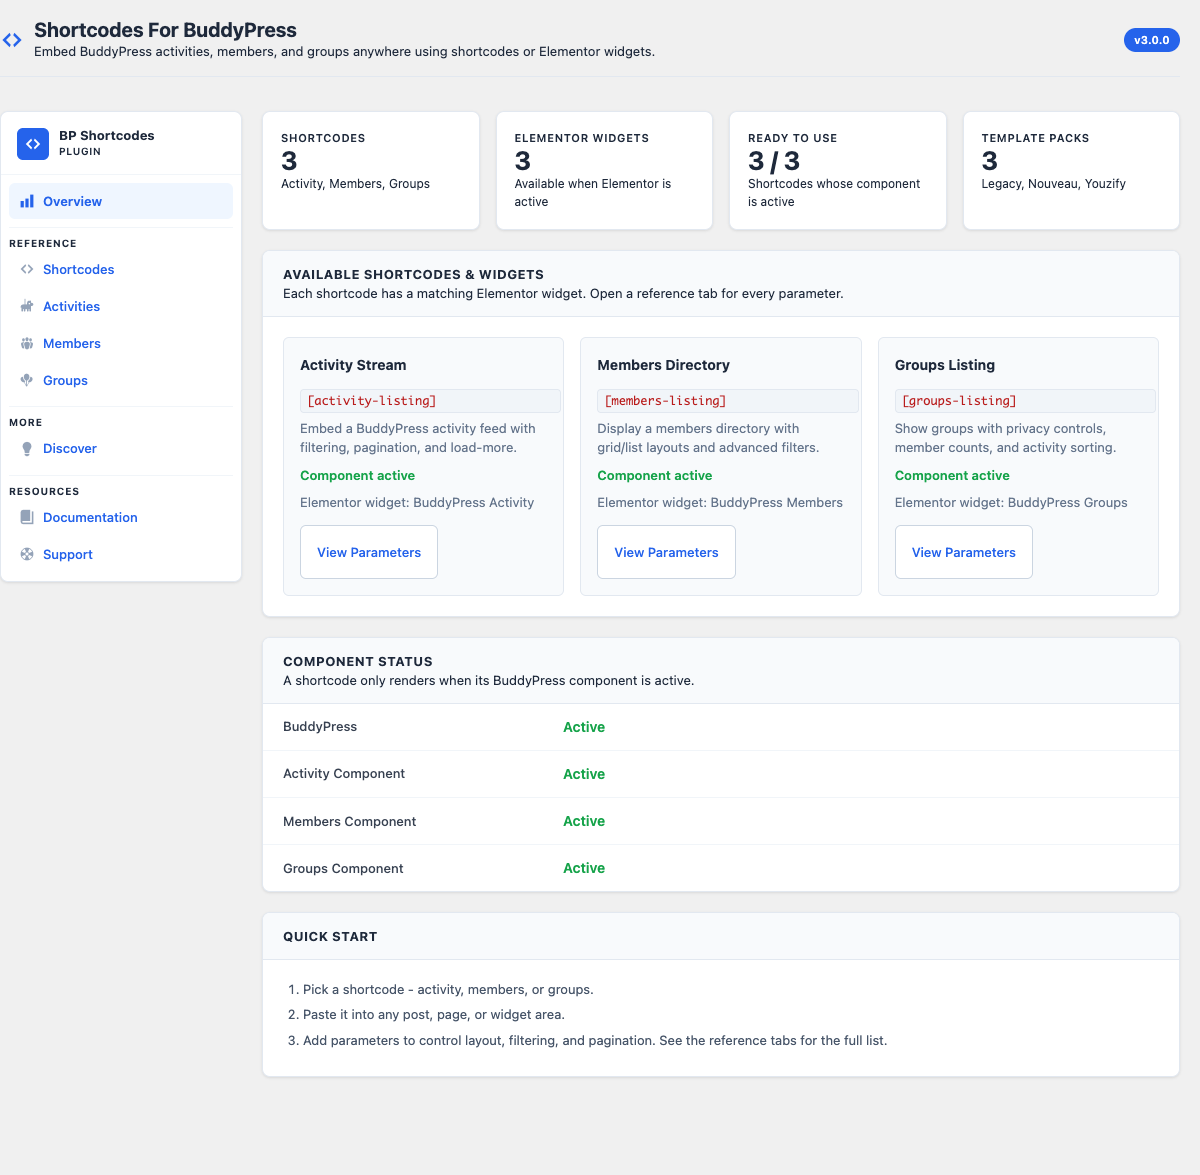 Shortcodes For BuddyPress
Embed BuddyPress activities, members, and groups anywhere using shortcodes or Elementor widgets.
v3.0.0
BP Shortcodes
PLUGIN
Overview
REFERENCE
Shortcodes
Activities
Members
Groups
MORE
Discover
RESOURCES
Documentation
Support
SHORTCODES
3
Activity, Members, Groups
ELEMENTOR WIDGETS
3
Available when Elementor is
active
READY TO USE
3 / 3
Shortcodes whose component
is active
TEMPLATE PACKS
3
Legacy, Nouveau, Youzify
AVAILABLE SHORTCODES & WIDGETS
Each shortcode has a matching Elementor widget. Open a reference tab for every parameter.
Activity Stream
[activity-listing]
Embed a BuddyPress activity feed with
filtering, pagination, and load-more.
Component active
Elementor widget: BuddyPress Activity
View Parameters
Members Directory
[members-listing]
Display a members directory with
grid/list layouts and advanced filters.
Component active
Elementor widget: BuddyPress Members
View Parameters
Groups Listing
[groups-listing]
Show groups with privacy controls,
member counts, and activity sorting.
Component active
Elementor widget: BuddyPress Groups
View Parameters
COMPONENT STATUS
A shortcode only renders when its BuddyPress component is active.
BuddyPress Active
Activity Component Active
Members Component Active
Groups Component Active
QUICK START
1. Pick a shortcode - activity, members, or groups.
2. Paste it into any post, page, or widget area.
3. Add parameters to control layout, filtering, and pagination. See the reference tabs for the full list.